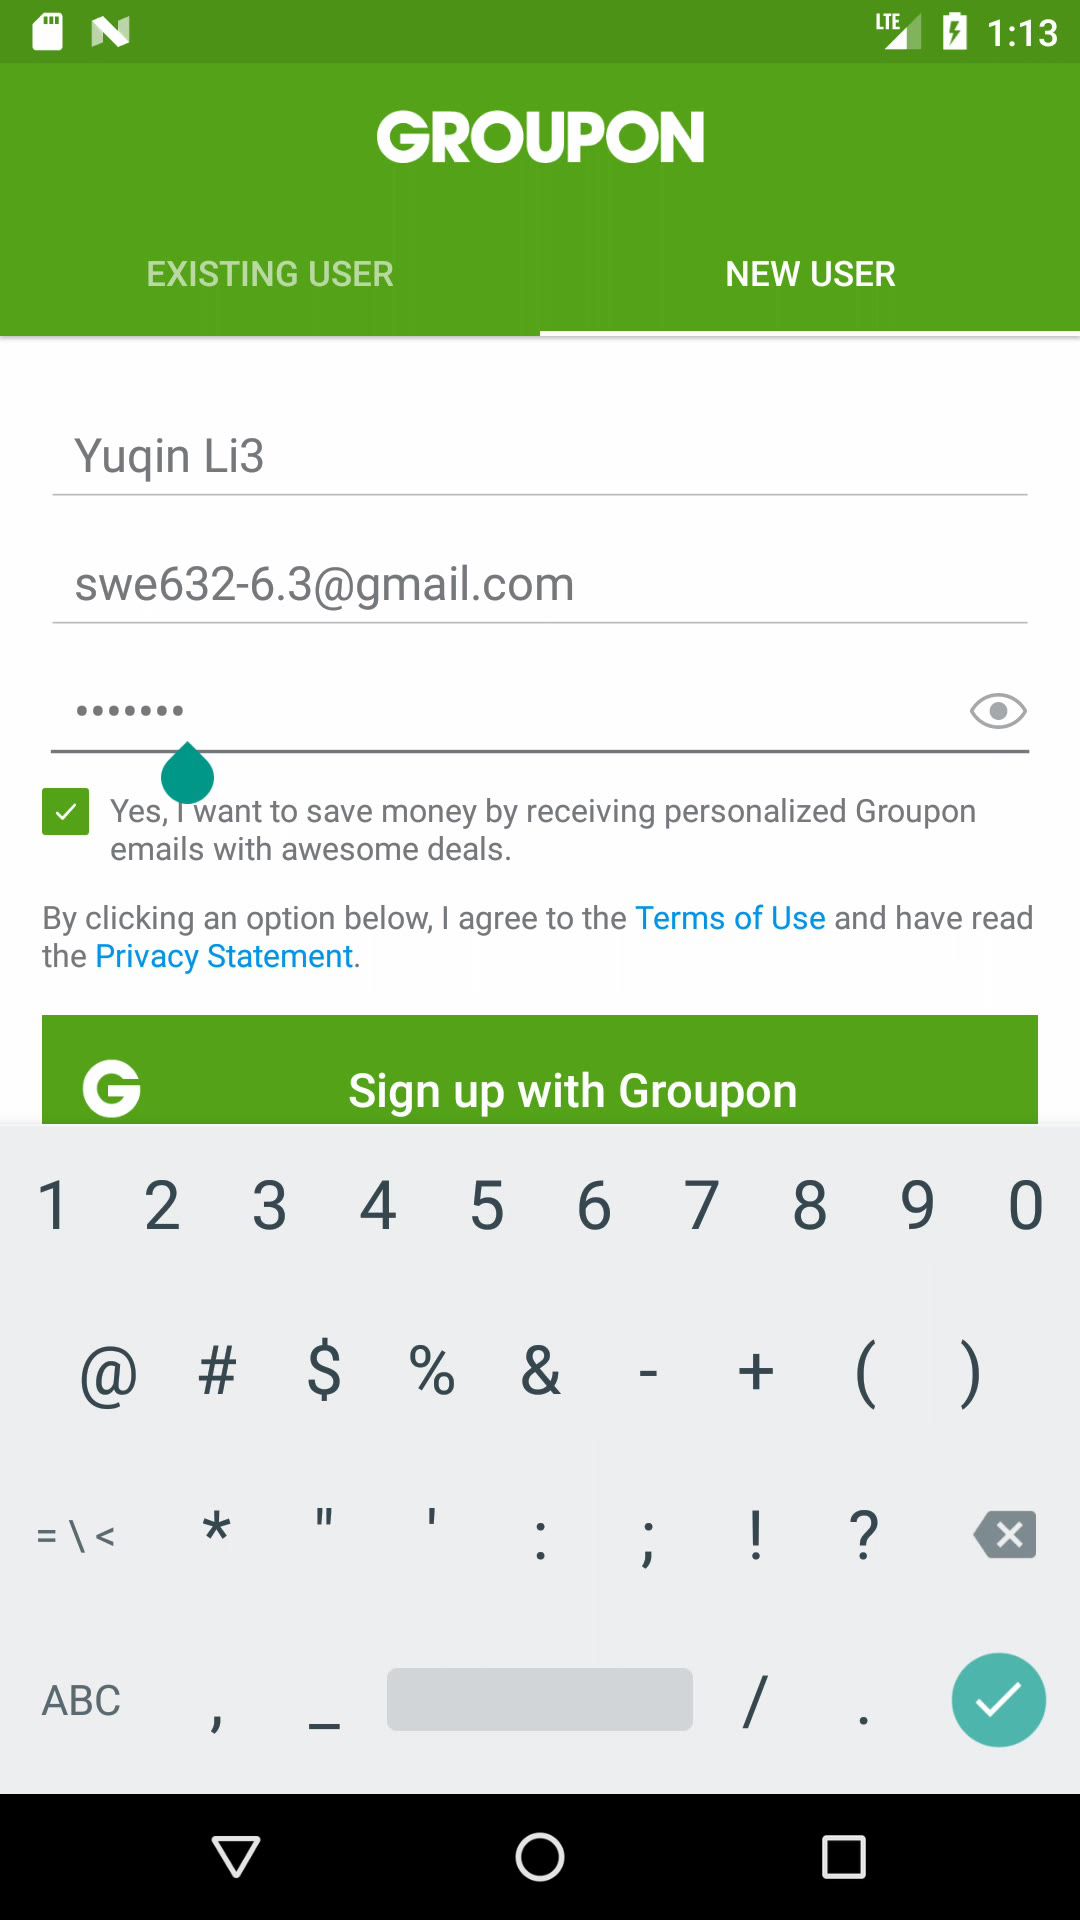 LTE 1:13
GROUPON
EXISTING USER NEW USER
Yuqin Li3
swe632-6.3@gmail.com
•••••••
Yes, I want to save money by receiving personalized Groupon
emails with awesome deals.
By clicking an option below, I agree to the Terms of Use and have read
the Privacy Statement.
G Sign up with Groupon
1 2 3 4 5 6 7 8 9 0
@ # $ % & - + ( )
= \ < * " ' : ; ! ?
ABC , _ / .